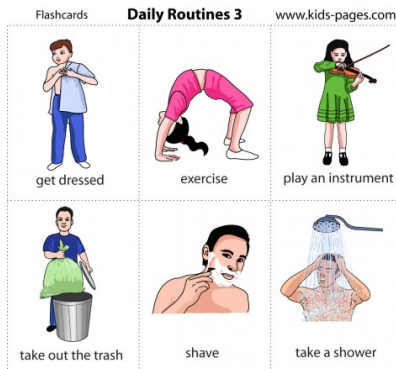 Flashcards Daily Routines 3 www.kids-pages.com
get dressed
exercise
play an instrument
take out the trash
shave
take a shower